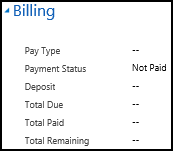 Billing
Pay Type --
Payment Status Not Paid
Deposit --
Total Due --
Total Paid --
Total Remaining --